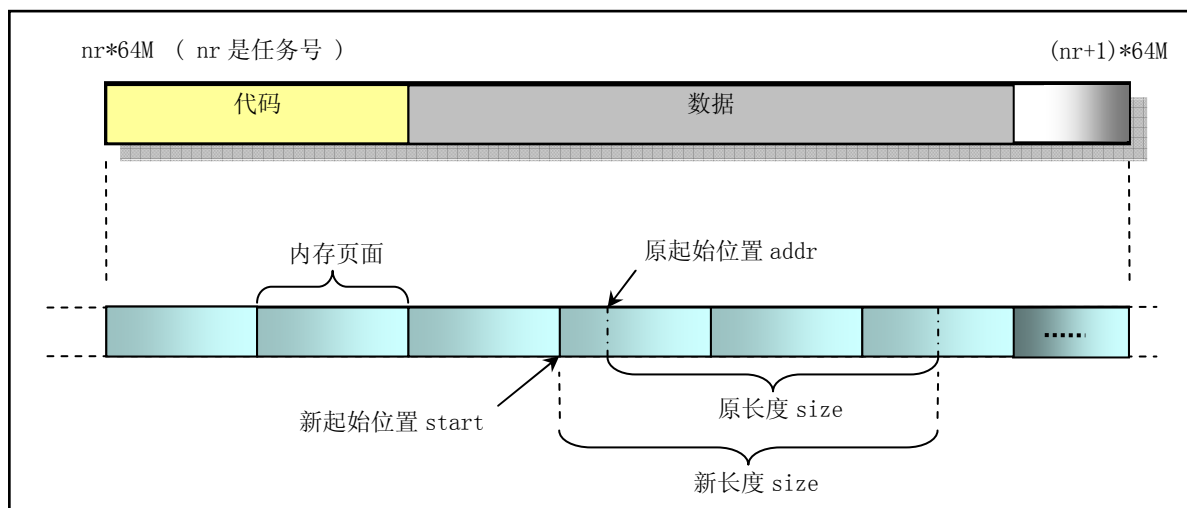 nr*64M ( nr 是任务号 )
(nr+1)*64M
代码
数据
内存页面
原起始位置 addr
......
新起始位置 start
原长度 size
新长度 size